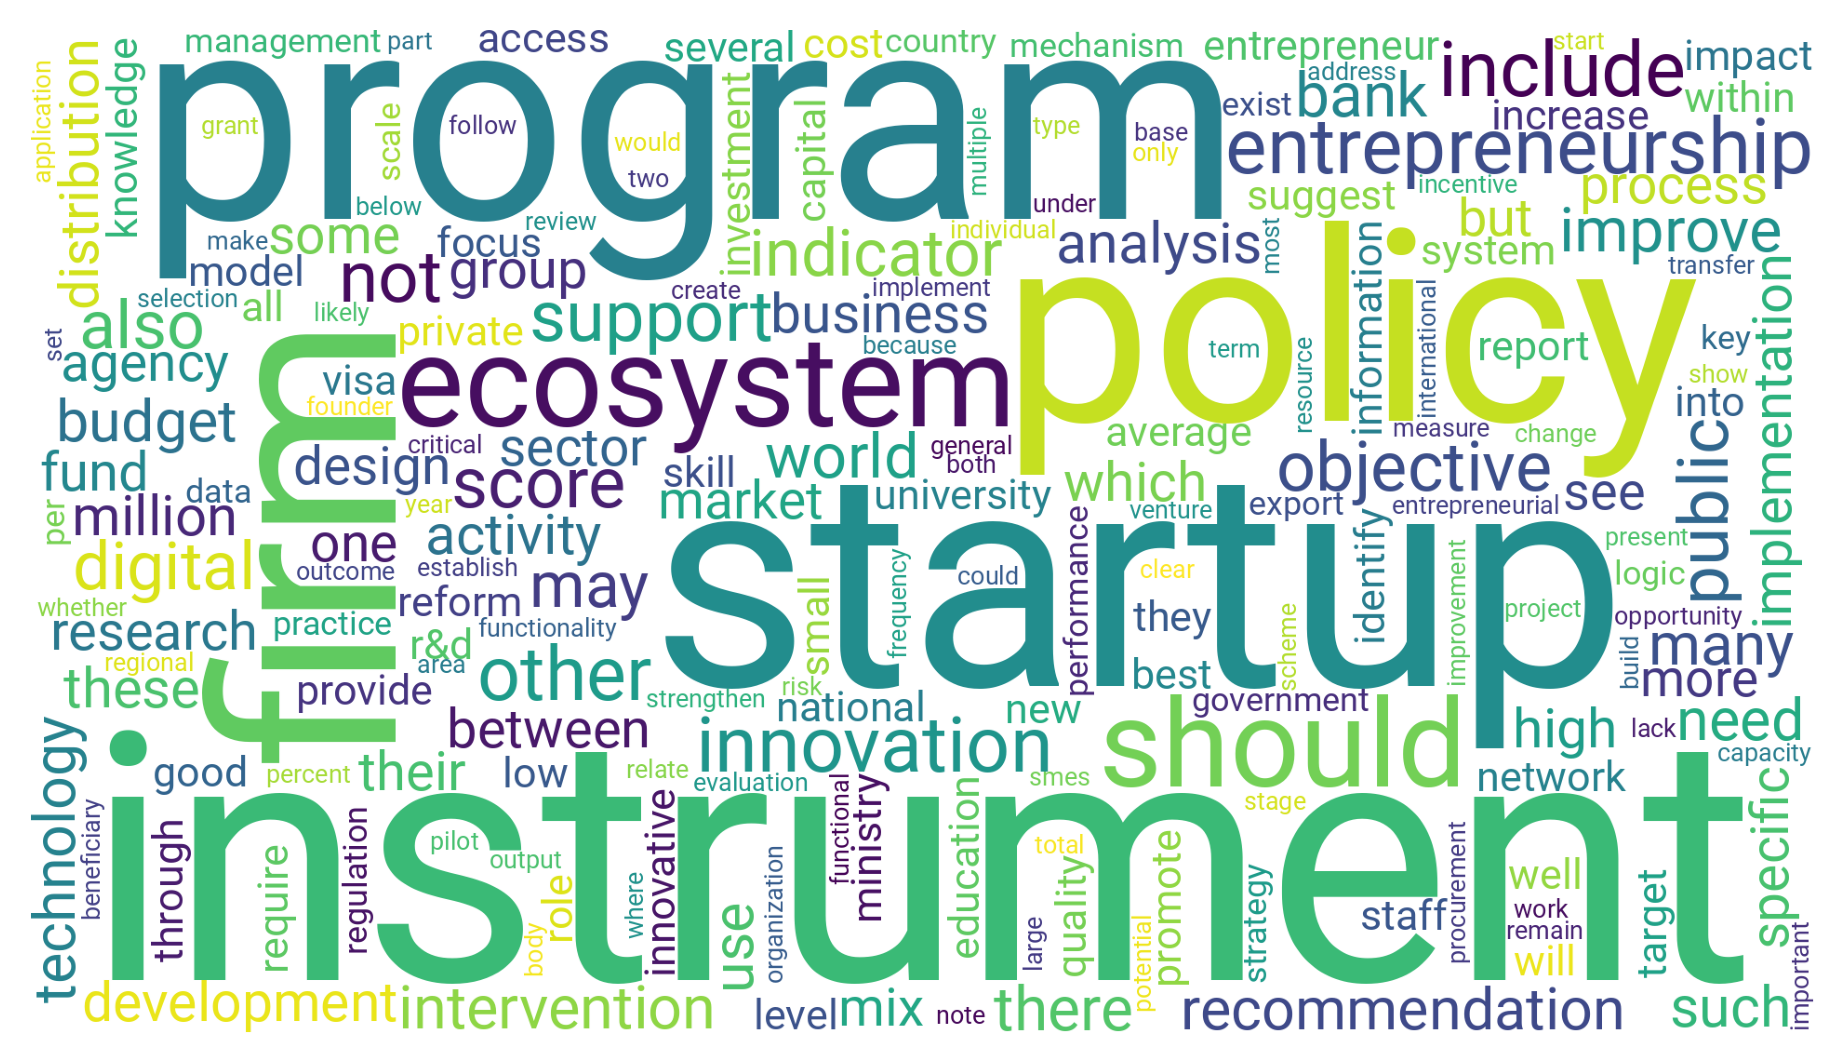 management
part
access
several
cost
country
mechanism
entrepreneur
start
impact
application
distribution
knowledge
program
address
include
bank
exist
increase
within
grant
scale
follow
would
two
investment
capital
multiple
type
base
only
entrepreneurship
below
review
under
suggest
incentive
process
make
some
focus
individual
analysis
most
but
system
improve
model
not
group
indicator
information
transfer
selection
all
likely
create
implement
policy
international
implementation
set
also
private
support
business
because
term
resource
report
key
agency
visa
firm
ecosystem
show
founder
into
budget
critical
sector
general
both
average
measure
change
public
fund
design
score
skill
world
which
objective
see
per
million
data
year
market
university
venture
export
entrepreneurial
digital
one
activity
startup
frequency
performance
identify
improvement
present
outcome
establish
may
could
clear
logic
whether
reform
small
they
project
opportunity
research
practice
functionality
r&d
scheme
build
many
regional
area
other
risk
best
more
these
provide
strengthen
national
new
government
between
innovation
should
high
lack
need
technology
good
percent
their
low
relate
evaluation
smes
network
capacity
instrument
beneficiary
through
require
regulation
pilot
output
body
role
where
innovative
use
organization
functional
ministry
education
large
total
quality
potential
promote
stage
strategy
staff
procurement
well
work
remain
will
target
specific
important
development
intervention
level
mix
note
there
recommendation
such